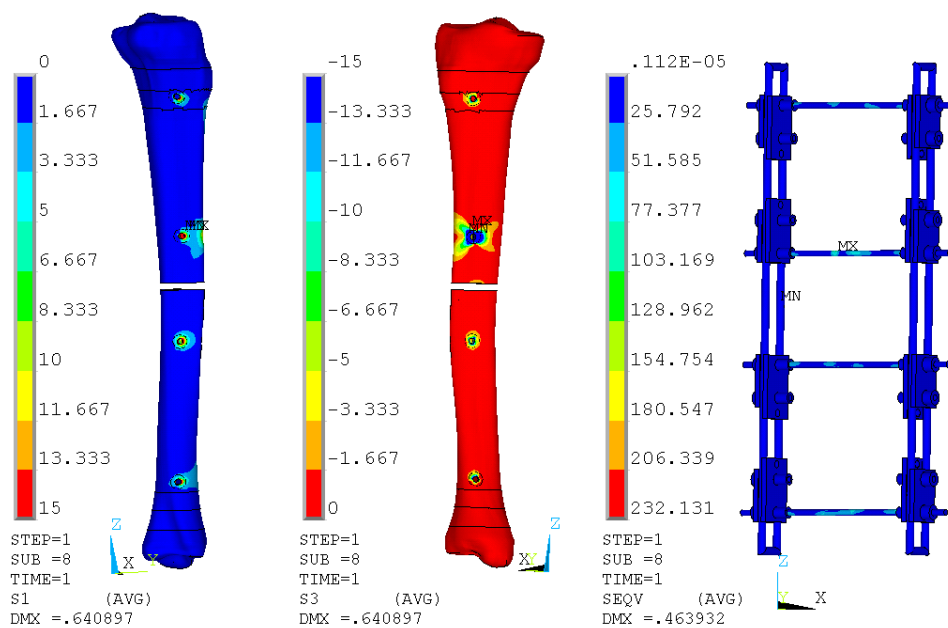 0
1.667
3.333
5
6.667
8.333
10
11.667
13.333
15
STEP=1
SUB =8
TIME=1
S1 (AVG)
DMX =.640897
Z
X Y
-15
-13.333
-11.667
-10
-8.333
-6.667
-5
-3.333
-1.667
0
MX
MN
STEP=1
SUB =8
TIME=1
S3 (AVG)
DMX =.640897
Z
X Y
.112E-05
25.792
51.585
77.377
103.169
128.962
154.754
180.547
206.339
232.131
MX
MN
STEP=1
SUB =8
TIME=1
SEQV (AVG)
DMX =.463932
Z
Y X